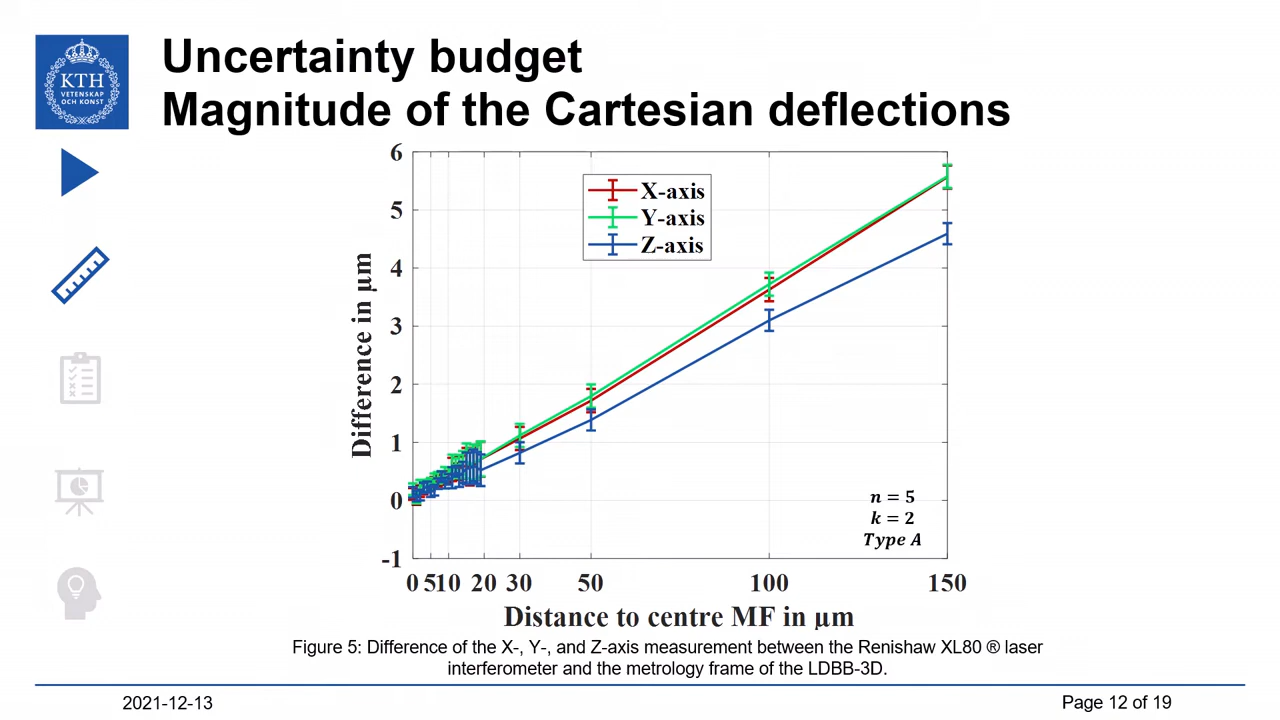 KTH
VETENSKAP
OCH KONST
Uncertainty budget
Magnitude of the Cartesian deflections
6
5
4
3
2
1
0
-1
Difference in µm
X-axis
Y-axis
Z-axis
n = 5
k = 2
Type A
0 5 10 20 30 50 100 150
Distance to centre MF in µm
Figure 5: Difference of the X-, Y-, and Z-axis measurement between the Renishaw XL80 ® laser
interferometer and the metrology frame of the LDBB-3D.
2021-12-13
Page 12 of 19